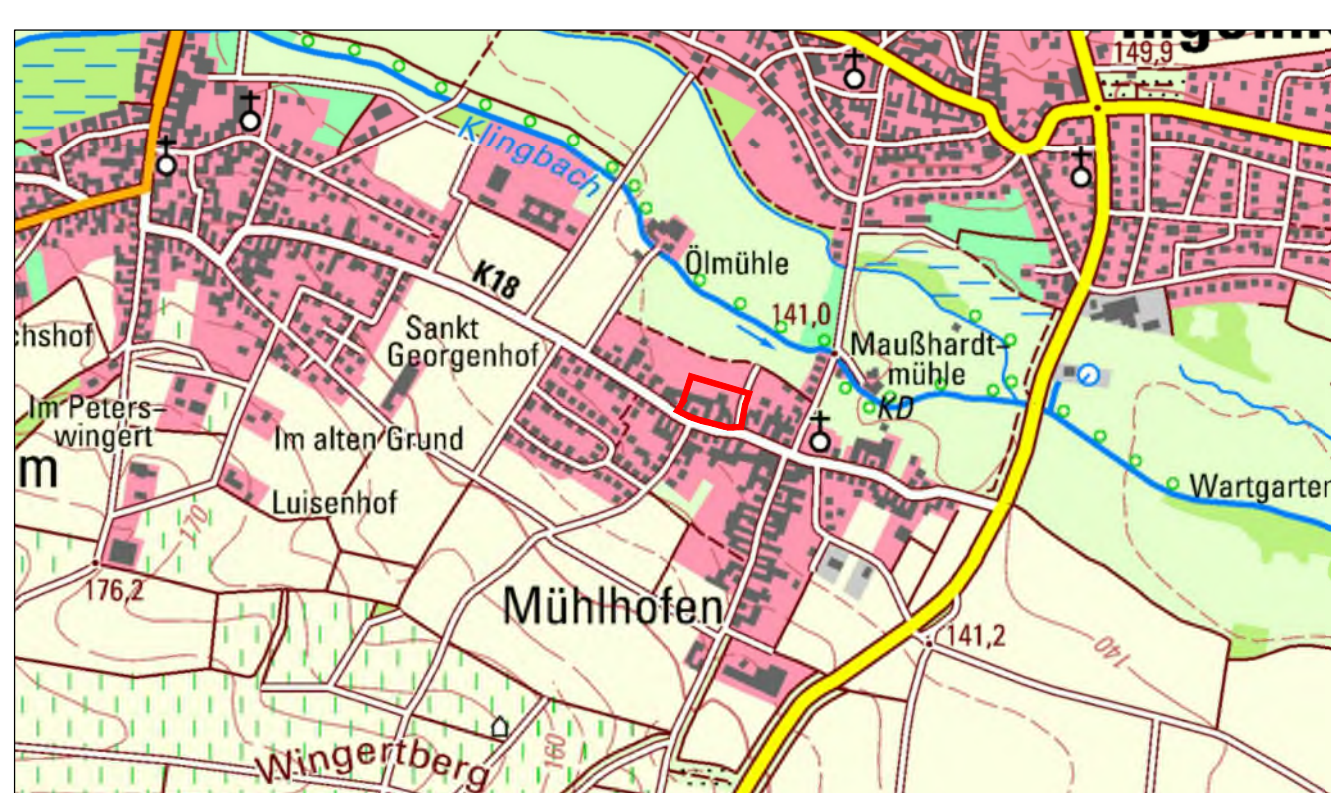 149,9
Klingbach
K18
Ölmühle
141,0
Sankt
Georgenhof
Maußhardt-
mühle
KD
chshof
Im Peters-
wingert
Im alten Grund
m
Luisenhof
Wartgarten
170
176,2
Mühlhofen
141,2
140
160
Wingertberg